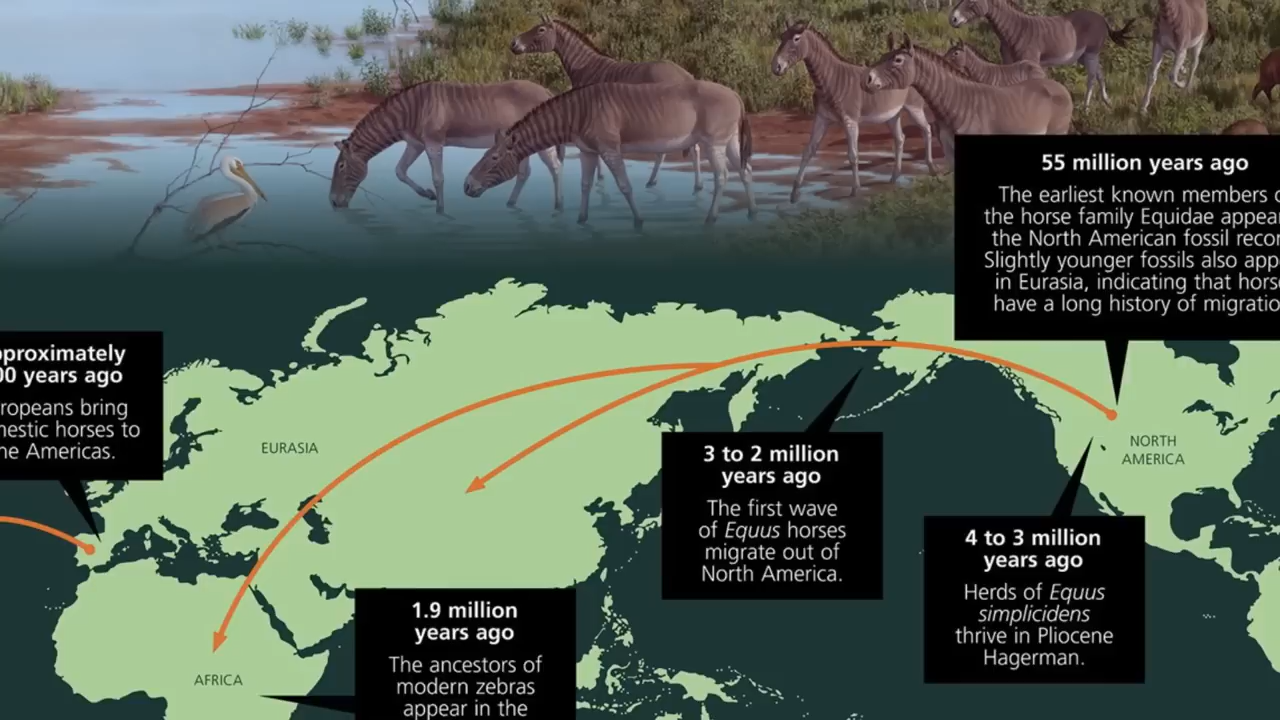 55 million years ago
The earliest known members
the horse family Equidae
the North American fossil
Slightly younger fossils also
in Eurasia, indicating that
have a long history of
years ago
bring
horses to
Americas.
EURASIA
3 to 2 million
years ago
The first wave
of Equus horses
migrate out of
North America.
NORTH
AMERICA
4 to 3 million
years ago
Herds of Equus
simplicidens
thrive in Pliocene
Hagerman.
1.9 million
years ago
The ancestors of
modern zebras
appear in the
AFRICA